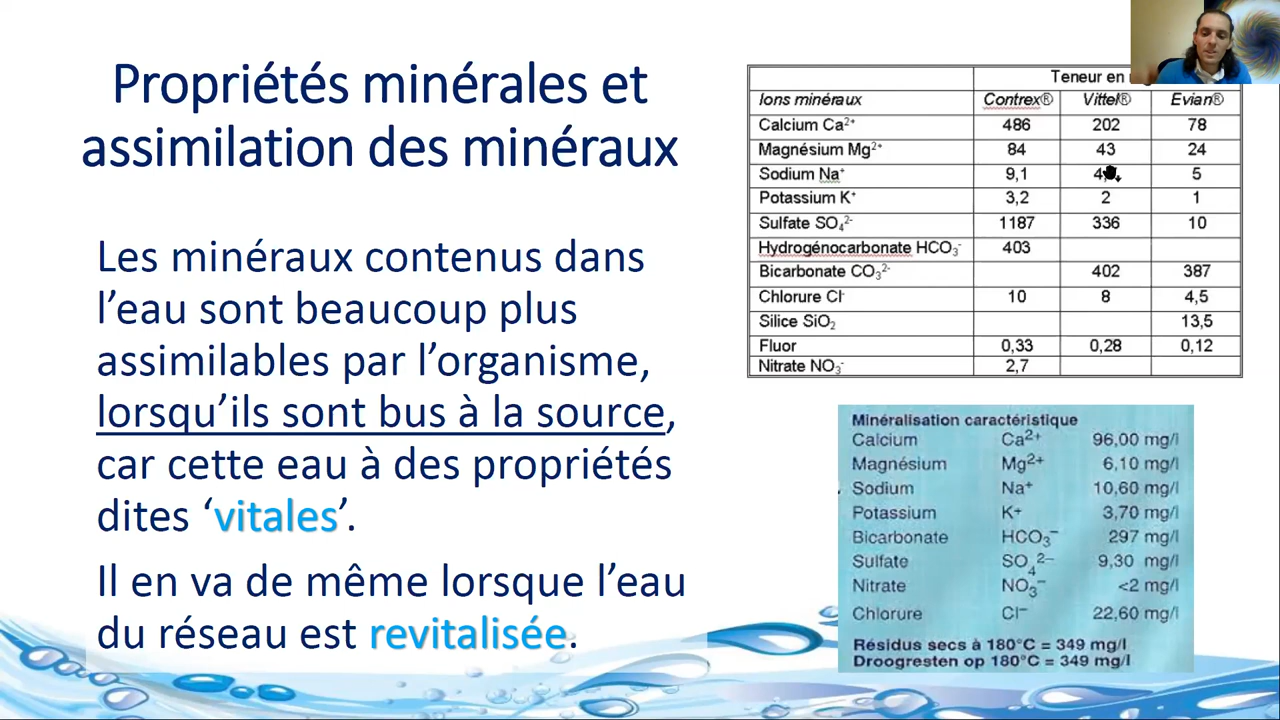 Propriétés minérales et
assimilation des minéraux
Les minéraux contenus dans
l’eau sont beaucoup plus
assimilables par l’organisme,
lorsqu’ils sont bus à la source,
car cette eau à des propriétés
dites ‘vitales’.
Il en va de même lorsque l’eau
du réseau est revitalisée.
Teneur en
Ions minéraux Contrex® Vittel® Evian®
Calcium Ca²⁺ 486 202 78
Magnésium Mg²⁺ 84 43 24
Sodium Na⁺ 9,1 5
Potassium K⁺ 3,2 2 1
Sulfate SO₄²⁻ 1187 336 10
Hydrogénocarbonate HCO₃⁻ 403
Bicarbonate CO₃²⁻ 402 387
Chlorure Cl⁻ 10 8 4,5
Silice SiO₂ 13,5
Fluor 0,33 0,28 0,12
Nitrate NO₃⁻ 2,7
Minéralisation caractéristique
Calcium Ca²⁺ 96,00 mg/l
Magnésium Mg²⁺ 6,10 mg/l
Sodium Na⁺ 10,60 mg/l
Potassium K⁺ 3,70 mg/l
Bicarbonate HCO₃⁻ 297 mg/l
Sulfate SO₄²⁻ 9,30 mg/l
Nitrate NO₃⁻ <2 mg/l
Chlorure Cl⁻ 22,60 mg/l
Résidus secs à 180°C = 349 mg/l
Droogresten op 180°C = 349 mg/l